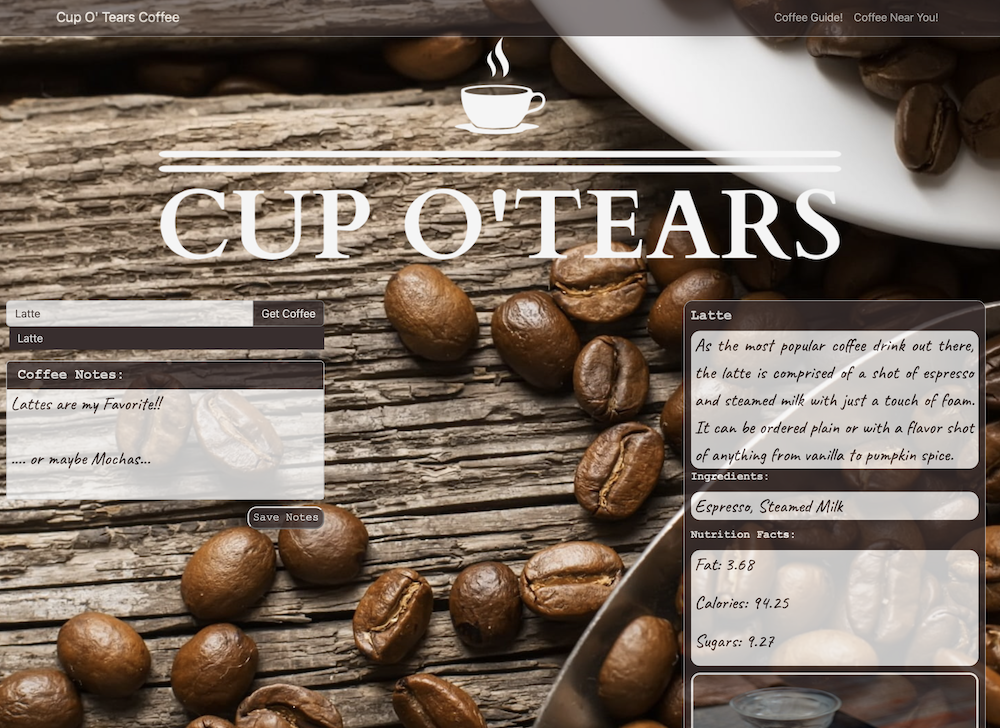 Cup O' Tears Coffee
Coffee Guide! Coffee Near You!
CUP O'TEARS
Latte
Get Coffee
Latte
Coffee Notes:
Lattes are my Favorite!!
.... or maybe Mochas...
Save Notes
Latte
As the most popular coffee drink out there,
the latte is comprised of a shot of espresso
and steamed milk with just a touch of foam.
It can be ordered plain or with a flavor shot
of anything from vanilla to pumpkin spice.
Ingredients:
Espresso, Steamed Milk
Nutrition Facts:
Fat: 3.68
Calories: 94.25
Sugars: 9.27